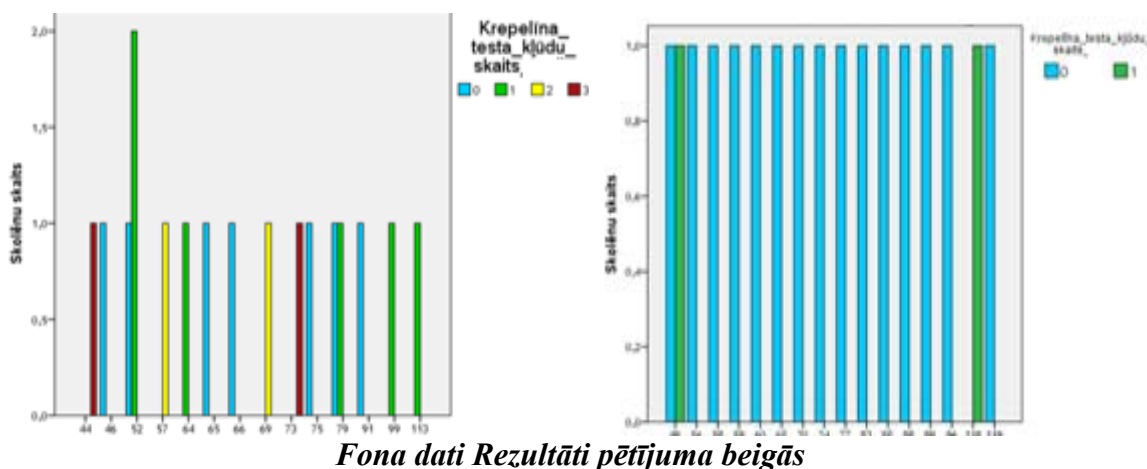 2,0
1,5
1,0
0,5
0,0
Skolēnu skaits
44 46 52 57 64 65 66 69 73 75 79 91 99 113
Krepelīna_
testa_kļūdu_
skaits,
0 1 2 3
1,0
0,8
0,6
0,4
0,2
0,0
Skolēnu skaits
Krepelīna_testa_kļūdu_
skaits,
0 1
Fona dati Rezultāti pētījuma beigās